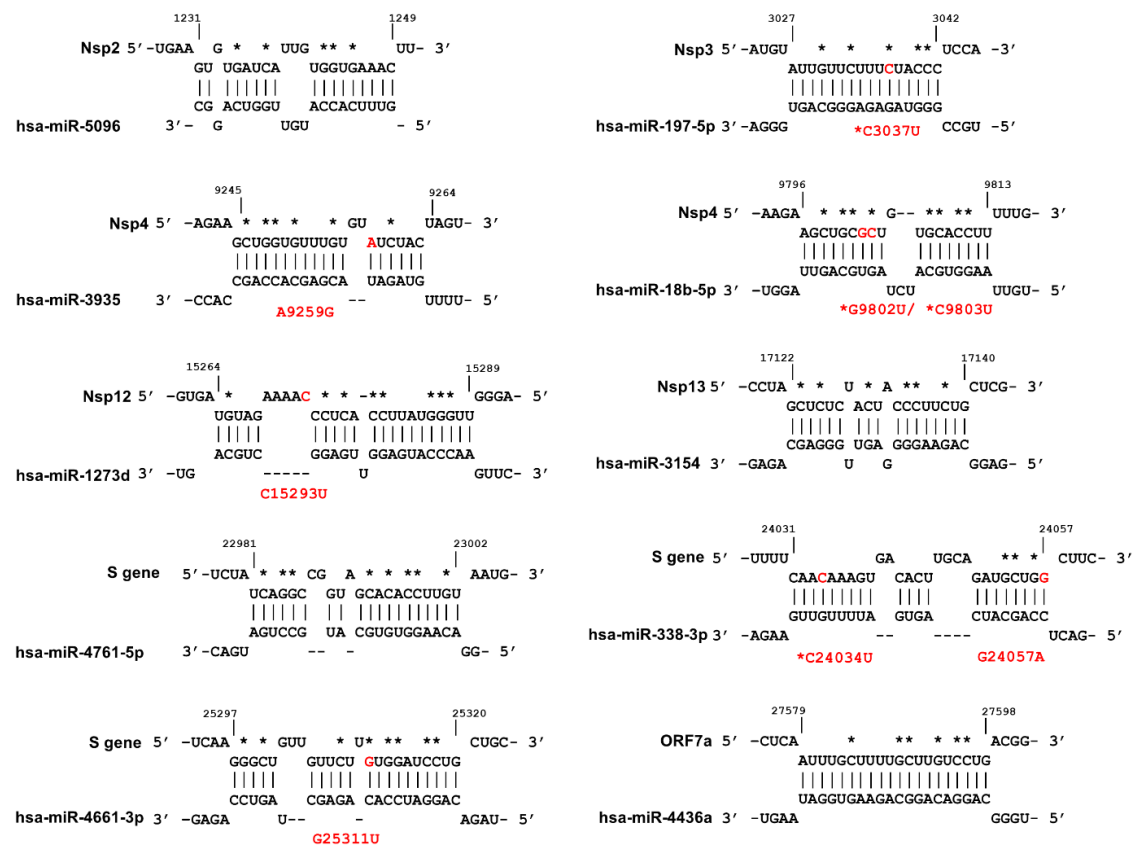 1231 1249
Nsp2 5′ -UGAA G * * UUG ** * UU- 3′
GU UGAUCA UGGUGAAAC
CG ACUGGU ACCACUUUG
hsa-miR-5096 3′- G UGU - 5′
3027 3042
Nsp3 5′ -AUGU * * * ** UCCA - 3′
AUUGUUCUUUCUACCC
UGACGGGAGAGAUGGG
hsa-miR-197-5p 3′ -AGGG CCGU -5′
*C3037U
9245 9264
Nsp4 5′ -AGAA * ** * * GU * UAGU- 3′
GCUGGUGUUUGU AUCUAC
CGACCACGAGCA UAGAUG
hsa-miR-3935 3′ -CCAC -- UUUU- 5′
A9259G
9796 9813
Nsp4 5′ -AAGA * ** * G-- ** ** UUUG- 3′
AGCUGCGCU UGCACCUU
UUGACGUGA ACGUGGAA
hsa-miR-18b-5p 3′ -UGGA UCU UUGU- 5′
*G9802U/ *C9803U
15264 15289
Nsp12 5′ -GUGA * AAAAC * * -** *** GGGA- 5′
UGUAG CCUCA CCUUAUGGGUU
ACGUC GGAGU GGAGUACCCAA
hsa-miR-1273d 3′ -UG ----- U GUUC- 5′
C15293U
17122 17140
Nsp13 5′ -CCUA * * U * A ** * CUCG- 3′
GCUCUC ACU CCCUUCUG
CGAGGG UGA GGGAAGAC
hsa-miR-3154 3′ -GAGA U G GGAG- 5′
22981 23002
S gene 5′ -UCUA * ** CG A * * ** * AAUG- 3′
UCAGGC GU GCACACCUUGU
AGUCCG UA CGUGUGGAACA
hsa-miR-4761-5p 3′ -CAGU -- - GG- 5′
24031 24057
S gene 5′ -UUUU GA UGCA ** * CUUC- 3′
CAACAAAGU CACU GAUGCUGG
GUUGUUUUA GUGA CUACGACC
hsa-miR-338-3p 3′ -AGAA -- ---- UCAG- 5′
*C24034U G24057A
25297 25320
S gene 5′ -UCAA * * GUU * U* ** ** CUGC- 3′
GGGCU GUUCU GUGGAUCCUG
CCUGA CGAGA CACCUAGGAC
hsa-miR-4661-3p 3′ -GAGA U-- - AGAU- 5′
G25311U
27579 27598
ORF7a 5′ -CUCA * ** * ** ACGG- 3′
AUUUGCUUUUGCUUGUCCUG
UAGGUGAAGACGGACAGGAC
hsa-miR-4436a 3′ -UGAA GGGU- 5′